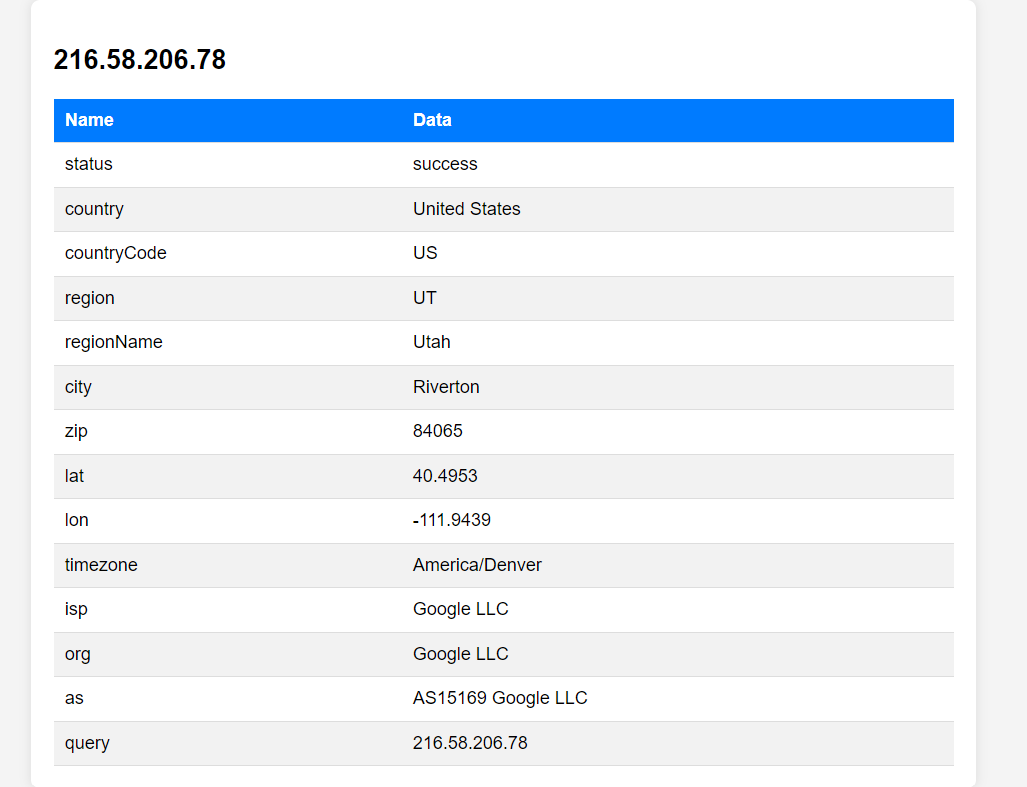 216.58.206.78
Name Data
status success
country United States
countryCode US
region UT
regionName Utah
city Riverton
zip 84065
lat 40.4953
lon -111.9439
timezone America/Denver
isp Google LLC
org Google LLC
as AS15169 Google LLC
query 216.58.206.78